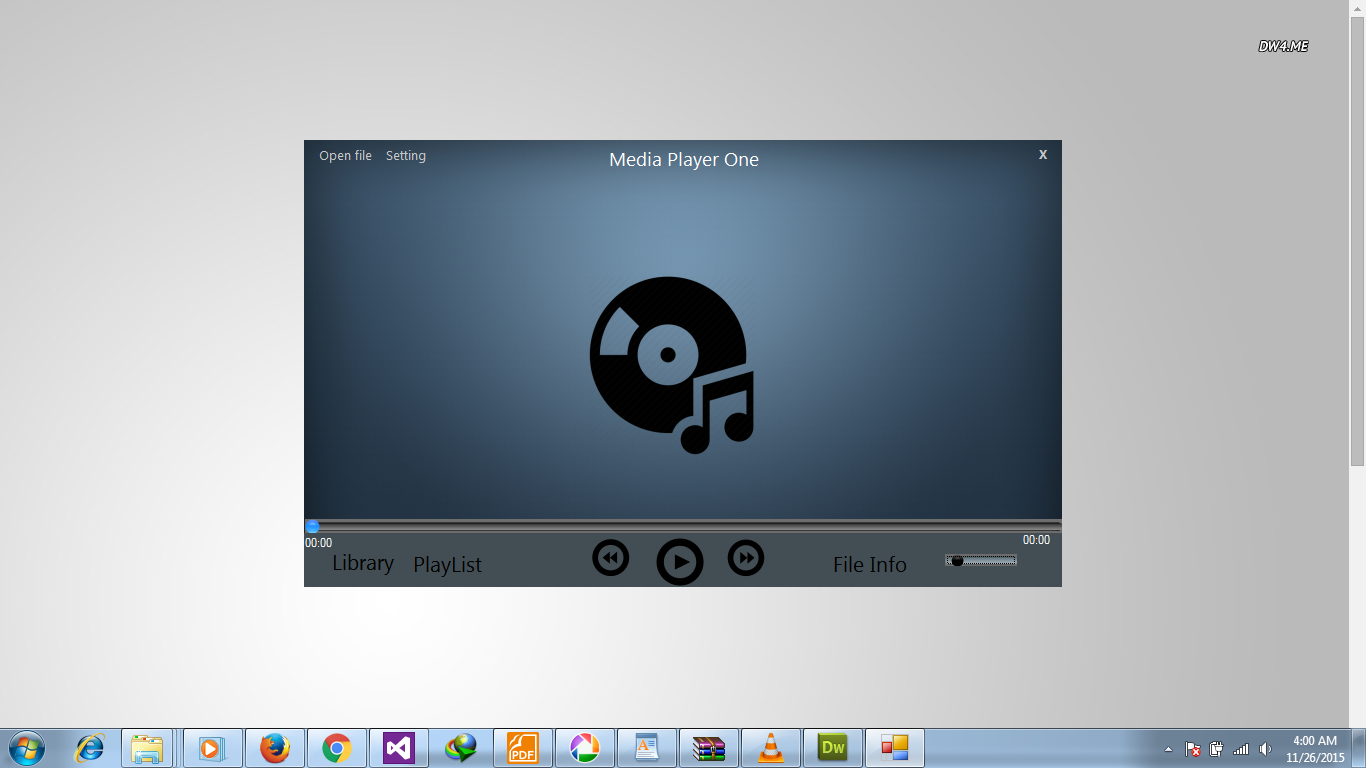 DW4.ME
Open file Setting Media Player One X
00:00 00:00
Library PlayList File Info
PDF Dw
4:00 AM
11/26/2015